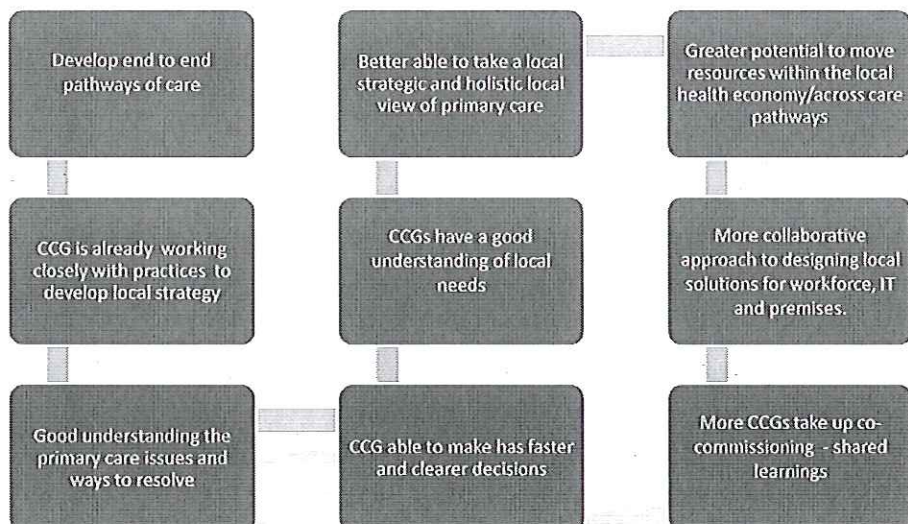 Develop end to end
pathways of care
CCG is already working
closely with practices to
develop local strategy
Good understanding the
primary care issues and
ways to resolve
CCG able to make has faster
and clearer decisions
CCGs have a good
understanding of local
needs
Better able to take a local
strategic and holistic local
view of primary care
Greater potential to move
resources within the local
health economy/across care
pathways
More collaborative
approach to designing local
solutions for workforce, IT
and premises.
More CCGs take up co-
commissioning - shared
learnings